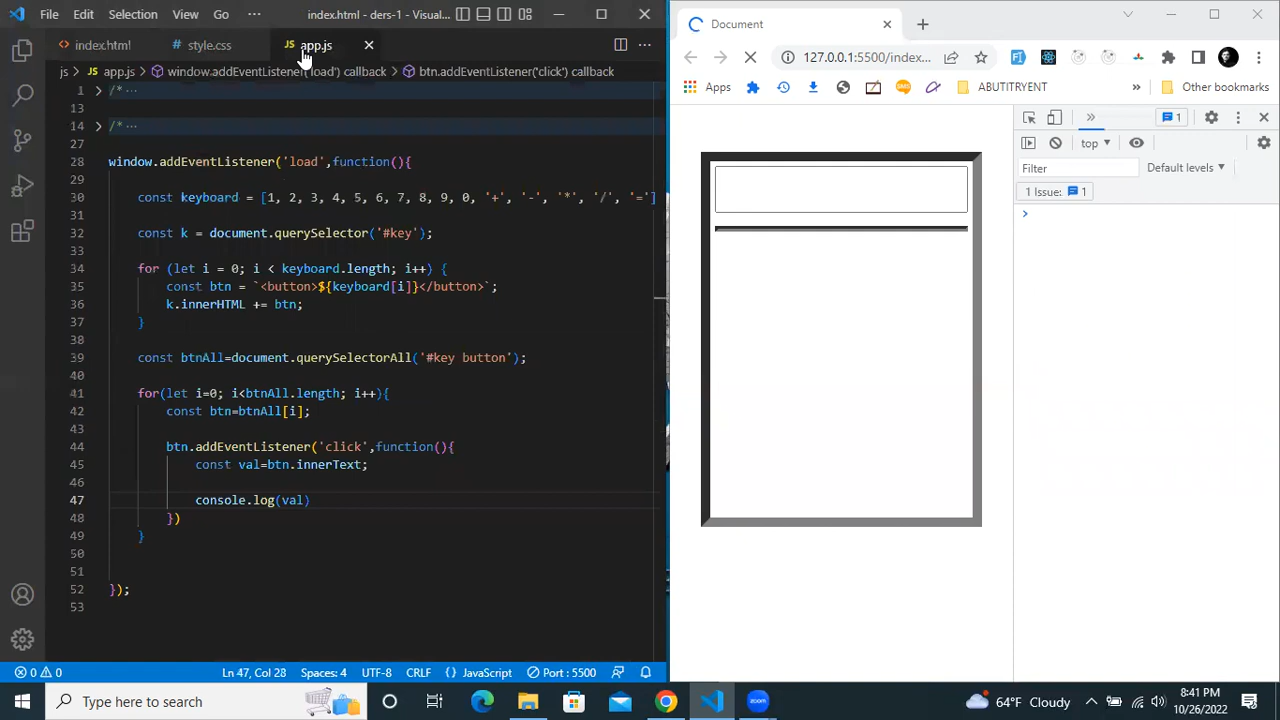 File Edit Selection View Go ··· index.html - ders-1 - Visual...
index.html style.css JS app.js
js > JS app.js > window.addEventListener('load') callback > btn.addEventListener('click') callback
1 /* ···
13
14 /* ···
27
28 window.addEventListener('load',function(){
29
30 const keyboard = [1, 2, 3, 4, 5, 6, 7, 8, 9, 0, '+', '-', '*', '/', '=']
31
32 const k = document.querySelector('#key');
33
34 for (let i = 0; i < keyboard.length; i++) {
35 const btn = `<button>${keyboard[i]}</button>`;
36 k.innerHTML += btn;
37 }
38
39 const btnAll=document.querySelectorAll('#key button');
40
41 for(let i=0; i<btnAll.length; i++){
42 const btn=btnAll[i];
43
44 btn.addEventListener('click',function(){
45 const val=btn.innerText;
46
47 console.log(val)
48 })
49 }
50
51
52 });
53
0 0 Ln 47, Col 28 Spaces: 4 UTF-8 CRLF {} JavaScript Port : 5500
Document
127.0.0.1:5500/index...
Apps ABUTITRYENT » Other bookmarks
» 1
top
Filter Default levels
1 Issue: 1
>
Type here to search zoom 64°F Cloudy 8:41 PM
10/26/2022